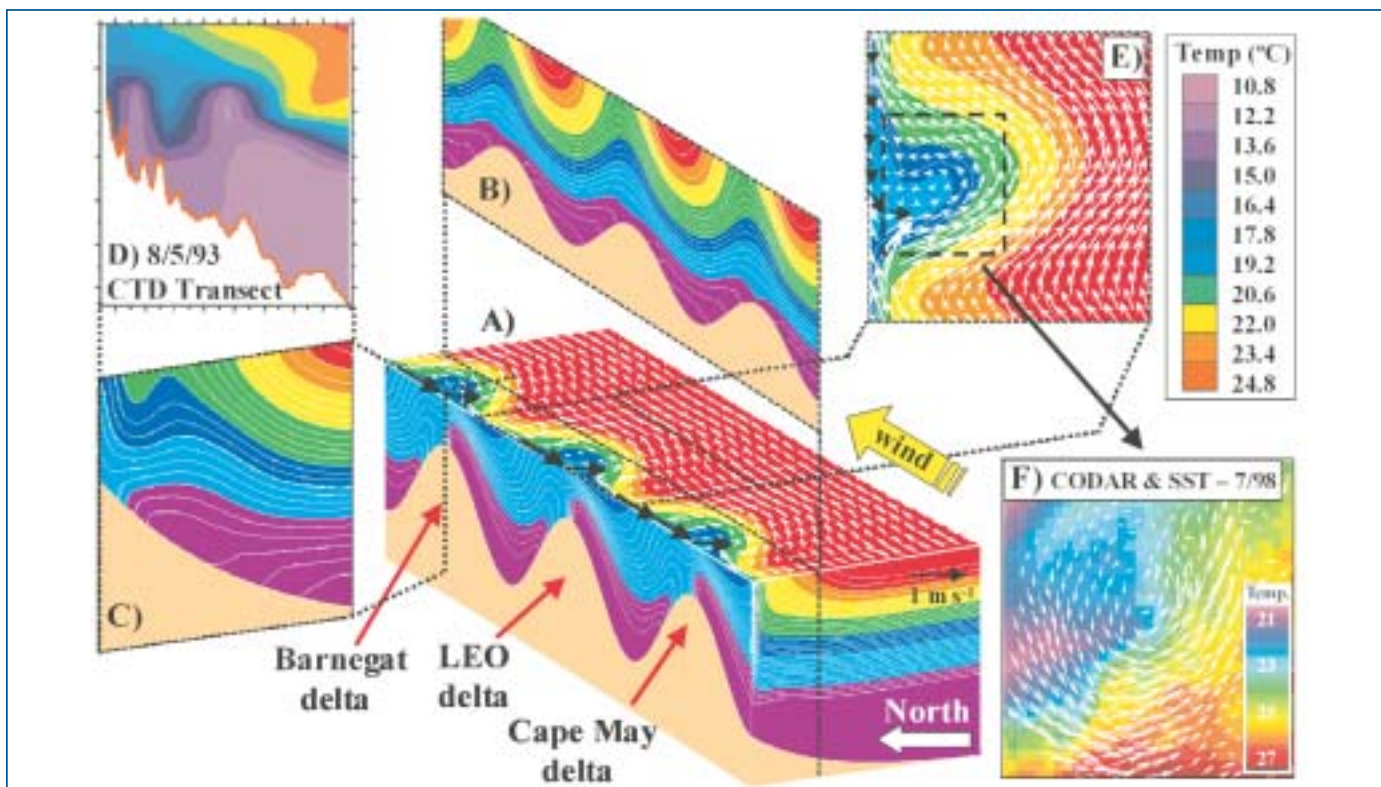 D) 8/5/93
CTD Transect
B)
E)
Temp (°C)
10.8
12.2
13.6
15.0
16.4
17.8
19.2
20.6
22.0
23.4
24.8
A)
C)
wind
1 m s⁻¹
North
Barnegat
delta
LEO
delta
Cape May
delta
F) CODAR & SST – 7/98
Temp.
21
23
25
27